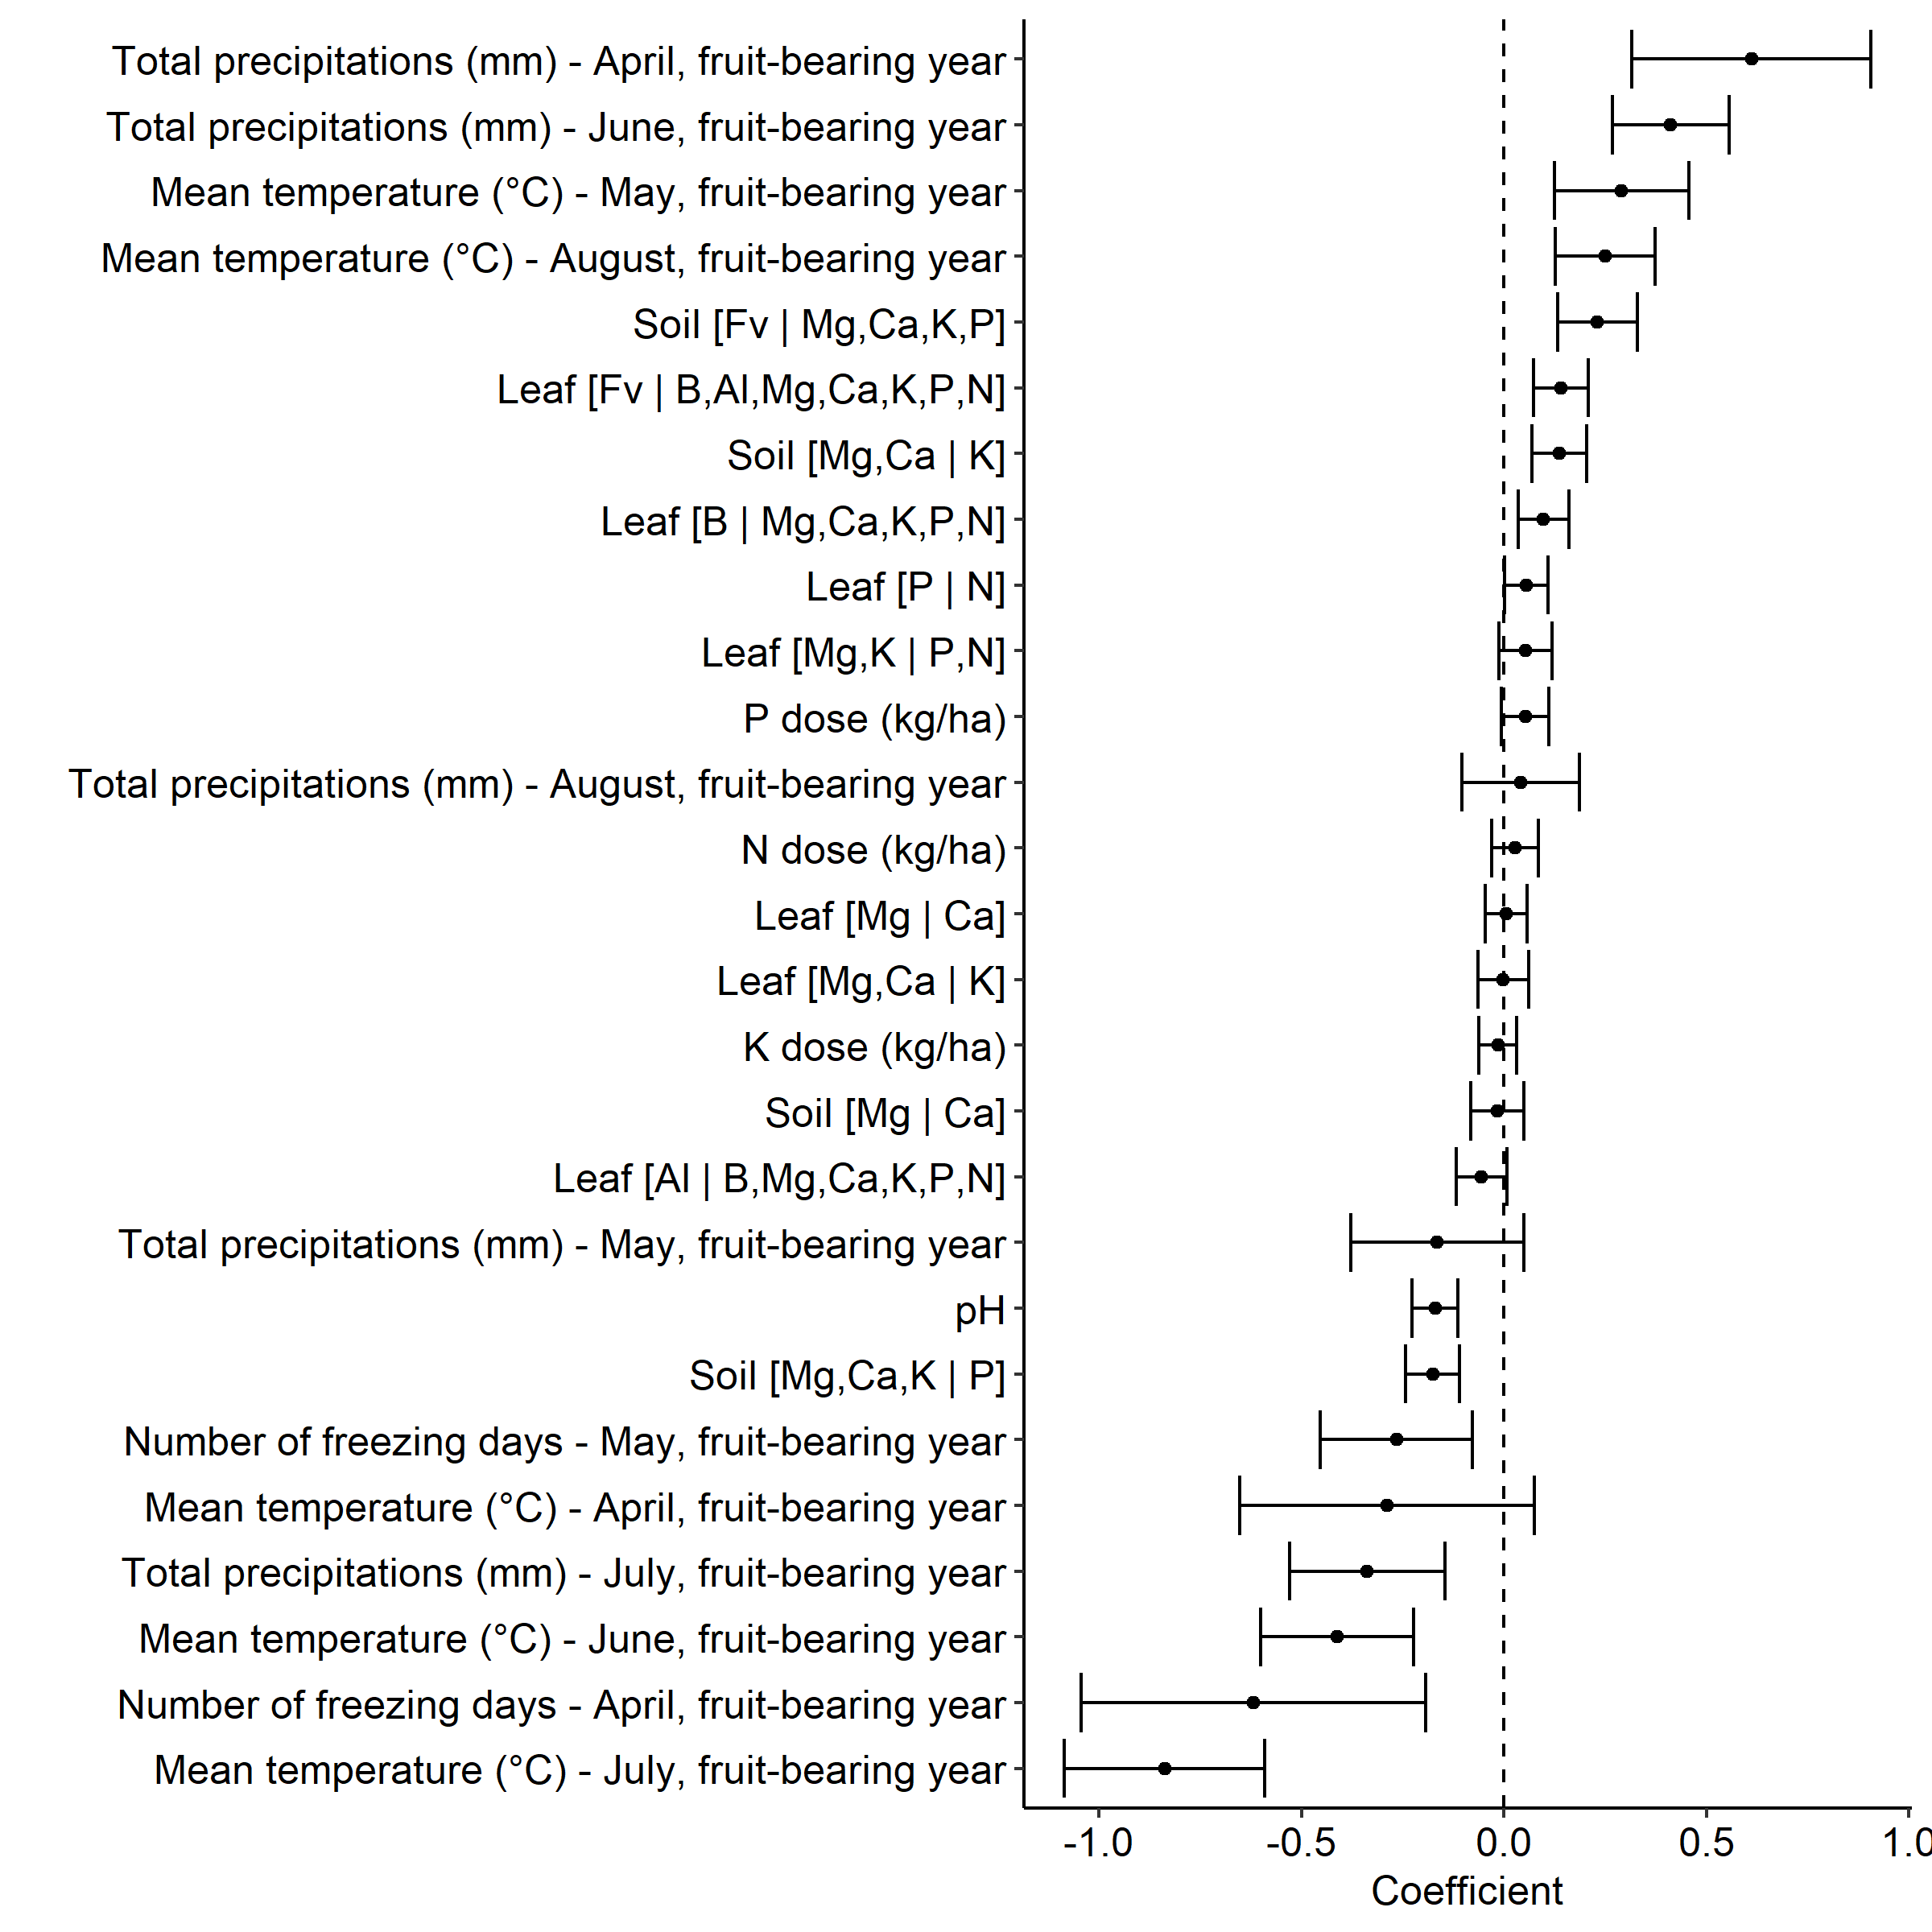 Total precipitations (mm) - April, fruit-bearing year
Total precipitations (mm) - June, fruit-bearing year
Mean temperature (°C) - May, fruit-bearing year
Mean temperature (°C) - August, fruit-bearing year
Soil [Fv | Mg,Ca,K,P]
Leaf [Fv | B,Al,Mg,Ca,K,P,N]
Soil [Mg,Ca | K]
Leaf [B | Mg,Ca,K,P,N]
Leaf [P | N]
Leaf [Mg,K | P,N]
P dose (kg/ha)
Total precipitations (mm) - August, fruit-bearing year
N dose (kg/ha)
Leaf [Mg | Ca]
Leaf [Mg,Ca | K]
K dose (kg/ha)
Soil [Mg | Ca]
Leaf [Al | B,Mg,Ca,K,P,N]
Total precipitations (mm) - May, fruit-bearing year
pH
Soil [Mg,Ca,K | P]
Number of freezing days - May, fruit-bearing year
Mean temperature (°C) - April, fruit-bearing year
Total precipitations (mm) - July, fruit-bearing year
Mean temperature (°C) - June, fruit-bearing year
Number of freezing days - April, fruit-bearing year
Mean temperature (°C) - July, fruit-bearing year
-1.0 -0.5 0.0 0.5 1.0
Coefficient